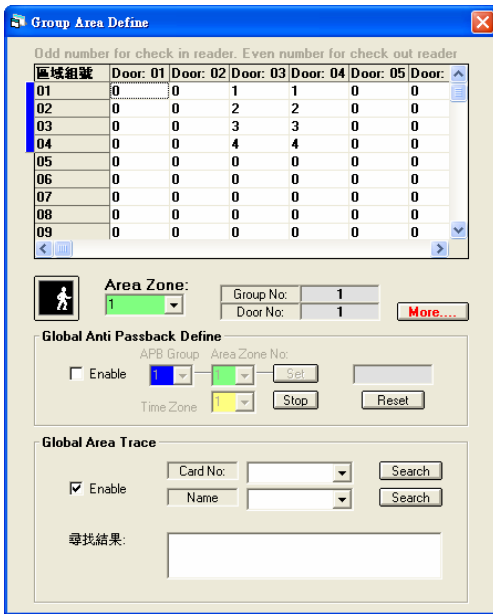 Group Area Define
Odd number for check in reader. Even number for check out reader
區域組號 Door: 01 Door: 02 Door: 03 Door: 04 Door: 05 Door:
01 0 0 1 1 0 0
02 0 0 2 2 0 0
03 0 0 3 3 0 0
04 0 0 4 4 0 0
05 0 0 0 0 0 0
06 0 0 0 0 0 0
07 0 0 0 0 0 0
08 0 0 0 0 0 0
09 0 0 0 0 0 0
Area Zone:
1
Group No: 1
Door No: 1
More....
Global Anti Passback Define
APB Group Area Zone No:
Enable 1 1 Set
Time Zone 1 Stop Reset
Global Area Trace
Card No: Search
Enable
Name Search
尋找結果: